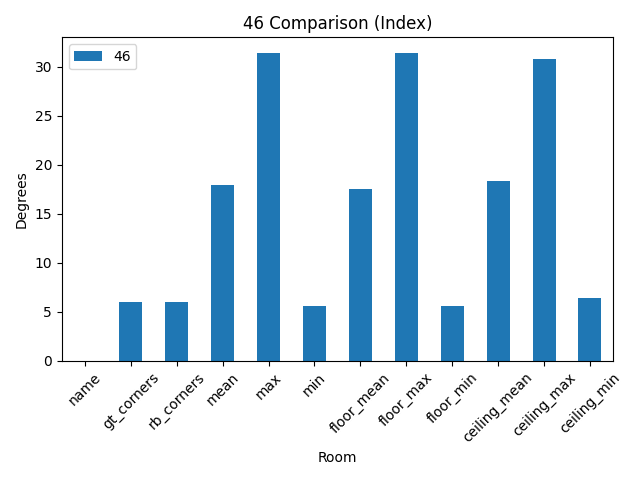 46 Comparison (Index)
46
Degrees
30
25
20
15
10
5
0
name
gt_corners
rb_corners
mean
max
min
floor_mean
floor_max
floor_min
ceiling_mean
ceiling_max
ceiling_min
Room